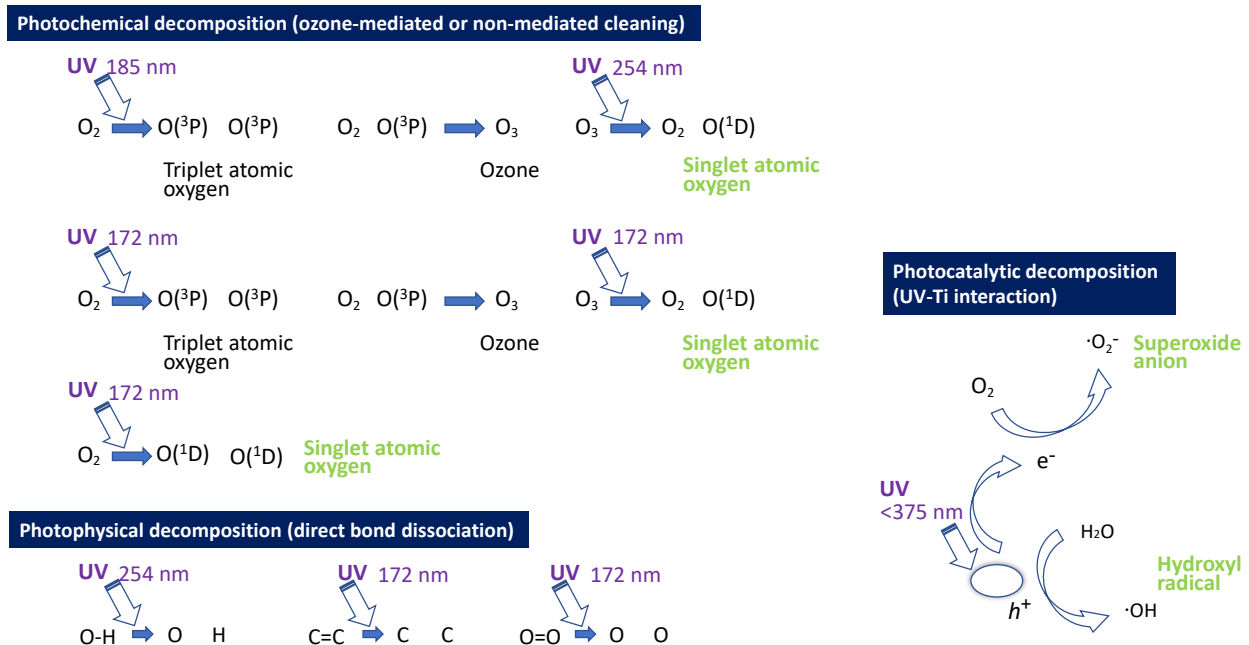 Photochemical decomposition (ozone-mediated or non-mediated cleaning)
UV 185 nm
UV 254 nm
O₂ O(³P) O(³P) O₂ O(³P) O₃ O₃ O₂ O(¹D)
Triplet atomic
oxygen
Ozone
Singlet atomic
oxygen
UV 172 nm
UV 172 nm
O₂ O(³P) O(³P) O₂ O(³P) O₃ O₃ O₂ O(¹D)
Triplet atomic
oxygen
Ozone
Singlet atomic
oxygen
UV 172 nm
O₂ O(¹D) O(¹D)
Singlet atomic
oxygen
Photophysical decomposition (direct bond dissociation)
UV 254 nm
UV 172 nm
UV 172 nm
O-H O H C=C C C O=O O O
Photocatalytic decomposition
(UV-Ti interaction)
·O₂-
Superoxide
anion
O₂
e⁻
UV
<375 nm
H₂O
Hydroxyl
radical
h⁺
·OH